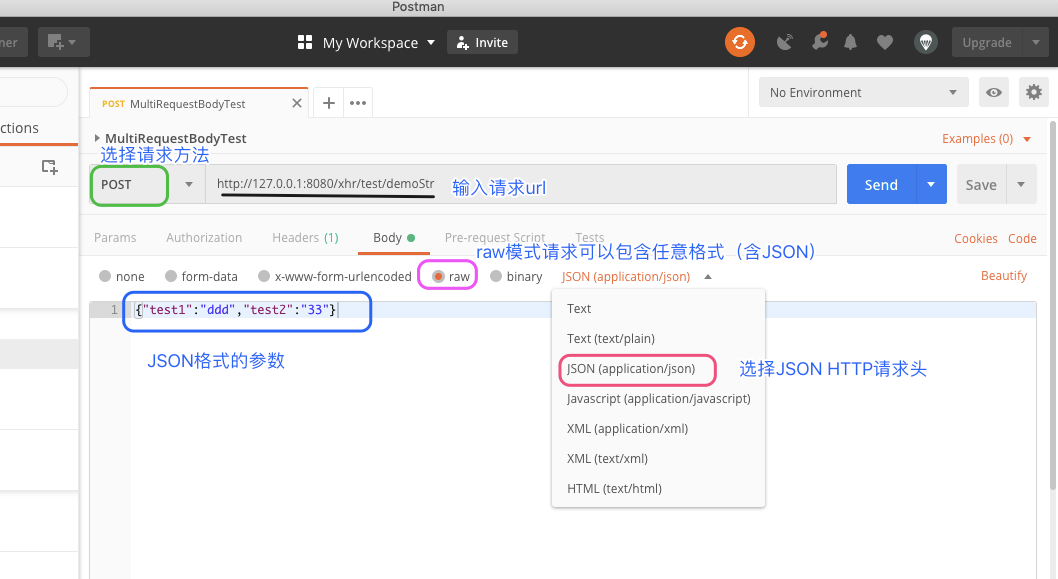 Postman
ner
My Workspace
Invite
Upgrade
POST MultiRequestBodyTest
No Environment
ctions
MultiRequestBodyTest
Examples (0)
选择请求方法
POST
http://127.0.0.1:8080/xhr/test/demoStr
输入请求url
Send
Save
Params
Authorization
Headers (1)
Body
Pre-request Script
Tests
Cookies
Code
raw模式请求可以包含任意格式（含JSON）
none
form-data
x-www-form-urlencoded
raw
binary
JSON (application/json)
Beautify
1 {"test1":"ddd","test2":"33"}
Text
Text (text/plain)
JSON格式的参数
JSON (application/json)
选择JSON HTTP请求头
Javascript (application/javascript)
XML (application/xml)
XML (text/xml)
HTML (text/html)